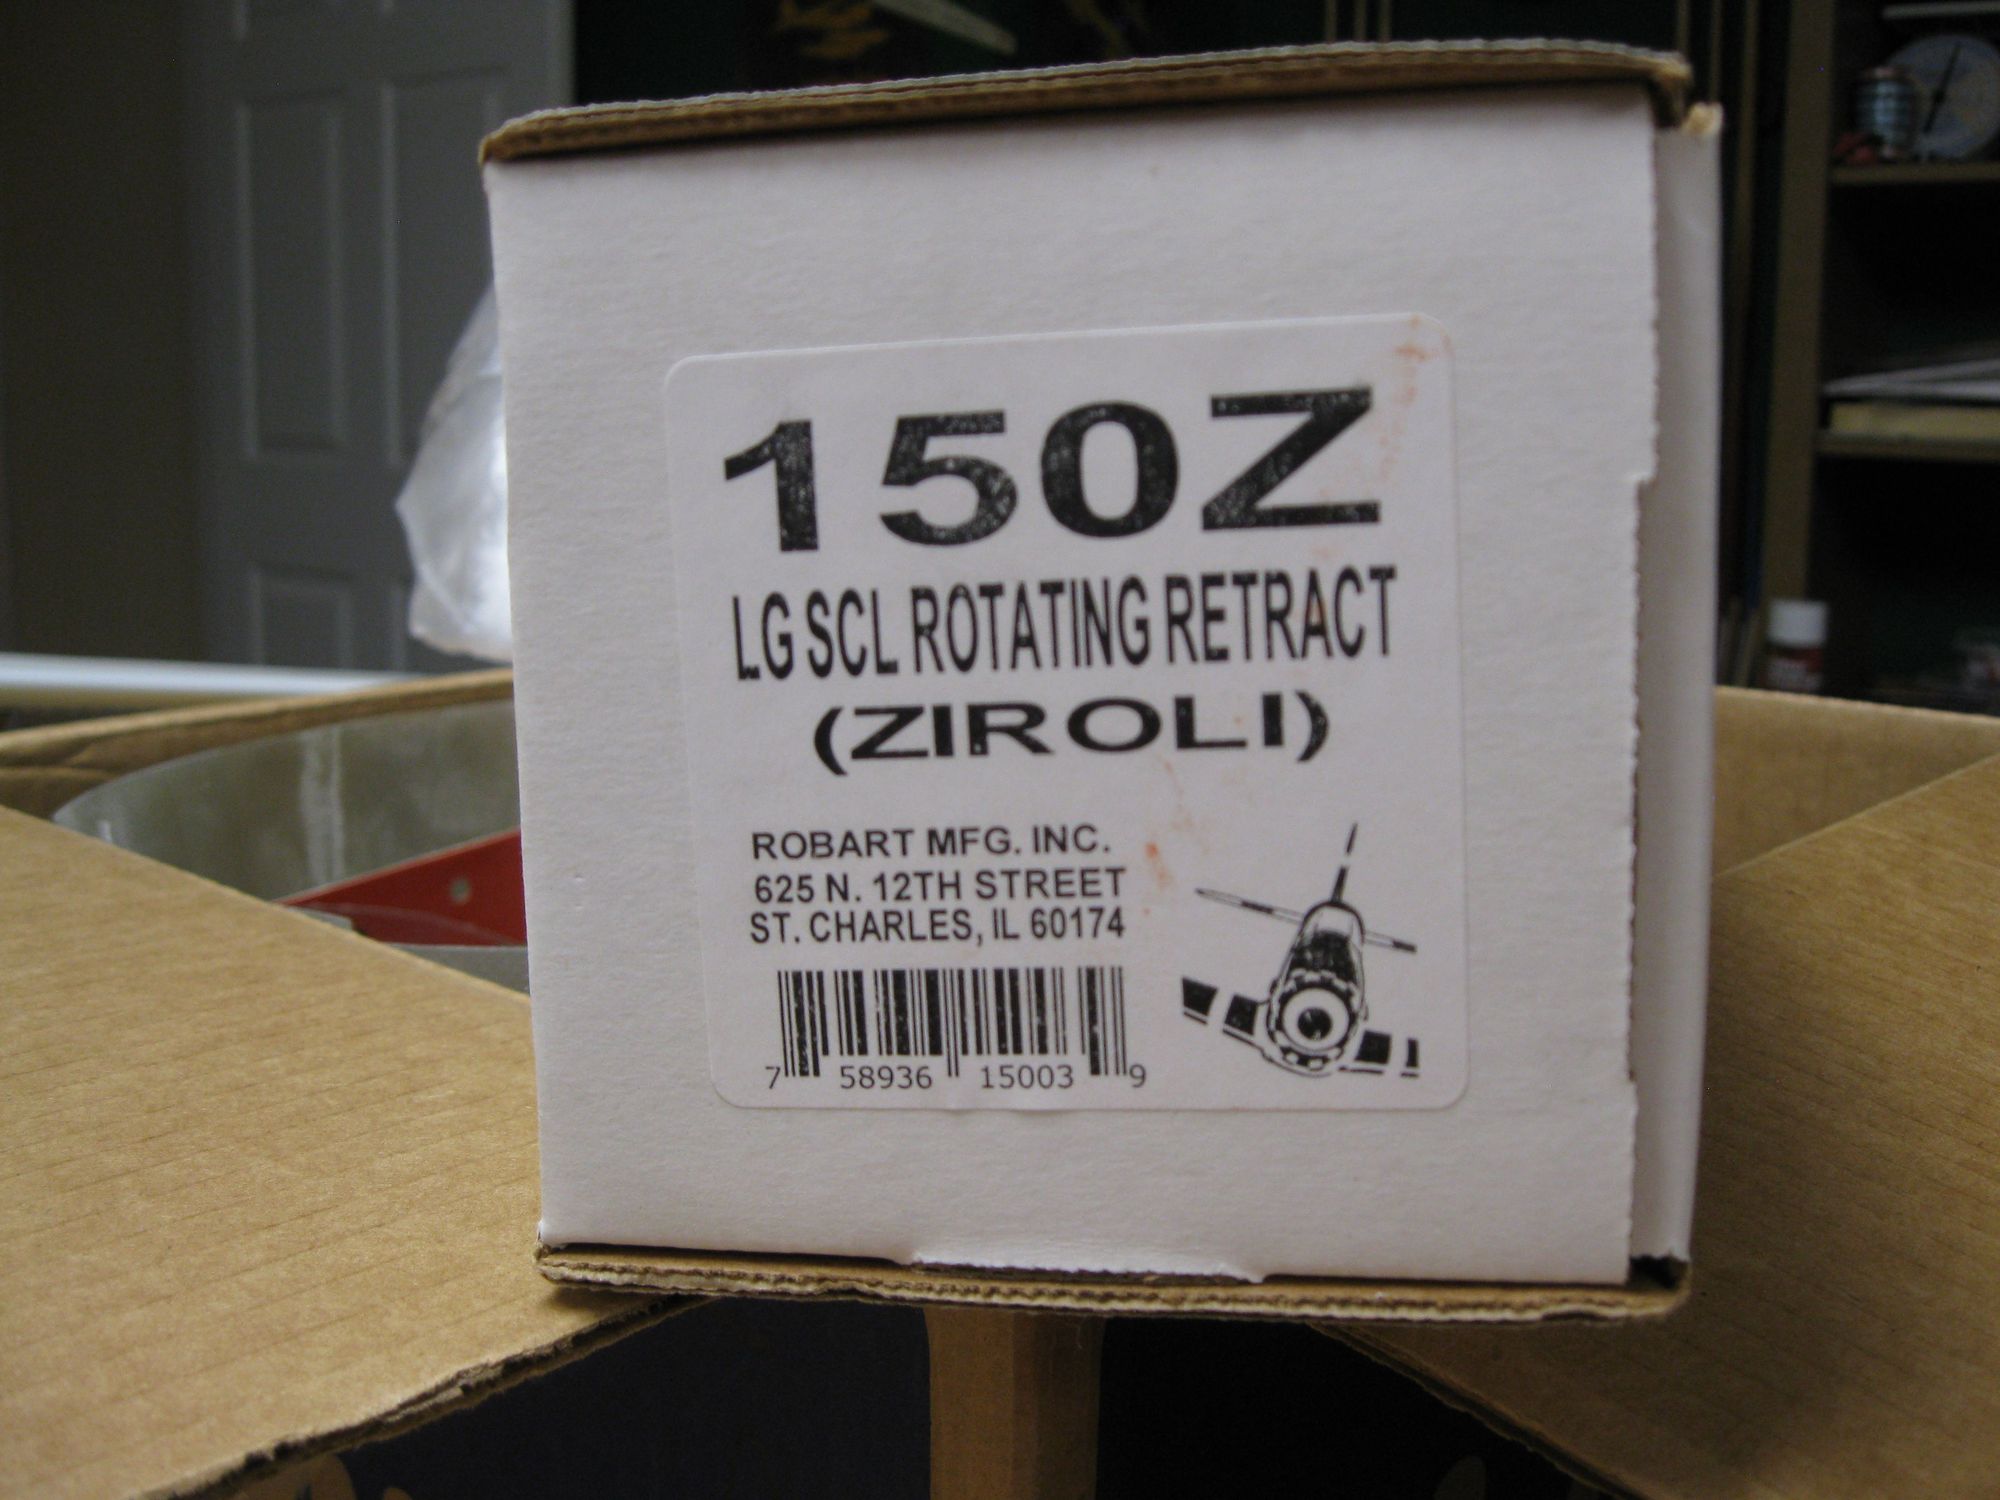 150Z
LG SCL ROTATING RETRACT
(ZIROLI)
ROBART MFG. INC.
625 N. 12TH STREET
ST. CHARLES, IL 60174
7 58936 15003 9